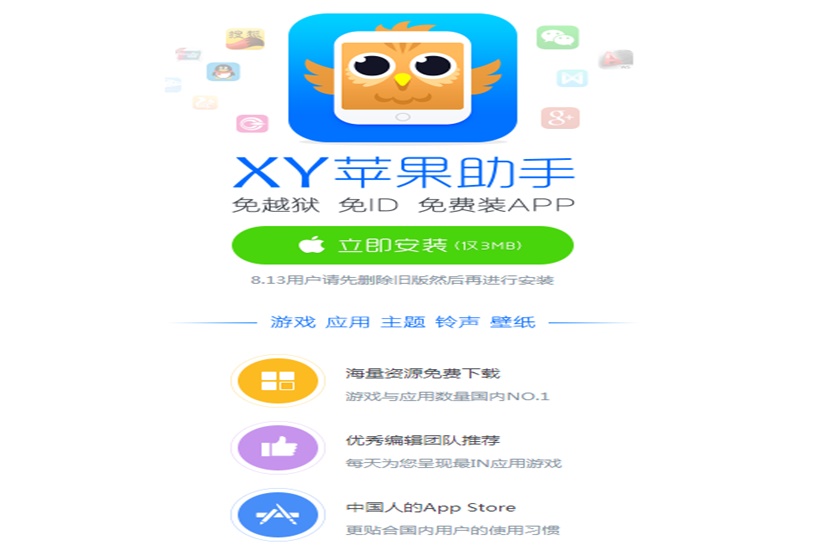 搜狐
XY苹果助手
免越狱 免ID 免费装APP
立即安装(仅3MB)
8.13用户请先删除旧版然后再进行安装
游戏 应用 主题 铃声 壁纸
海量资源免费下载
游戏与应用数量国内NO.1
优秀编辑团队推荐
每天为您呈现最IN应用游戏
中国人的App Store
更贴合国内用户的使用习惯